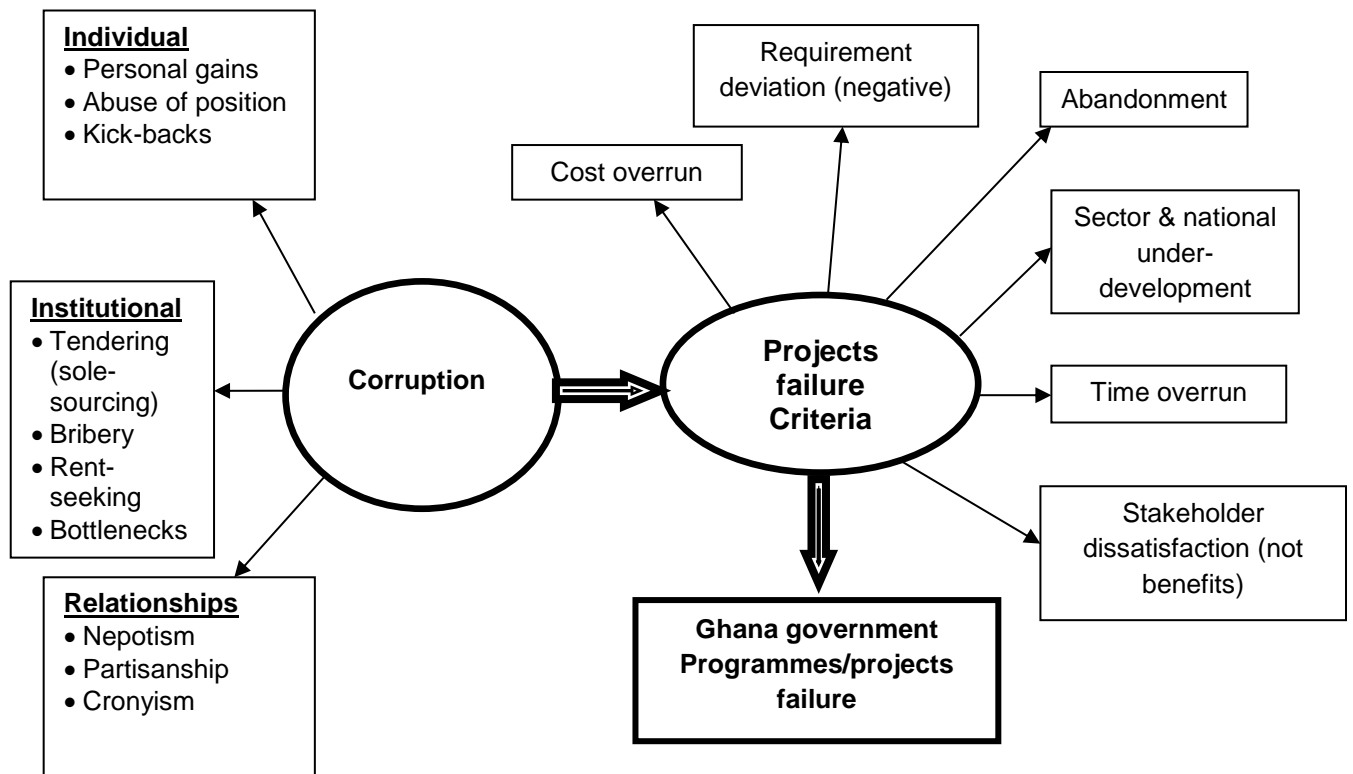 Individual
• Personal gains
• Abuse of position
• Kick-backs
Institutional
• Tendering
(sole-
sourcing)
• Bribery
• Rent-
seeking
• Bottlenecks
Relationships
• Nepotism
• Partisanship
• Cronyism
Corruption
Cost overrun
Requirement
deviation (negative)
Abandonment
Sector & national
under-
development
Time overrun
Stakeholder
dissatisfaction (not
benefits)
Projects
failure
Criteria
Ghana government
Programmes/projects
failure